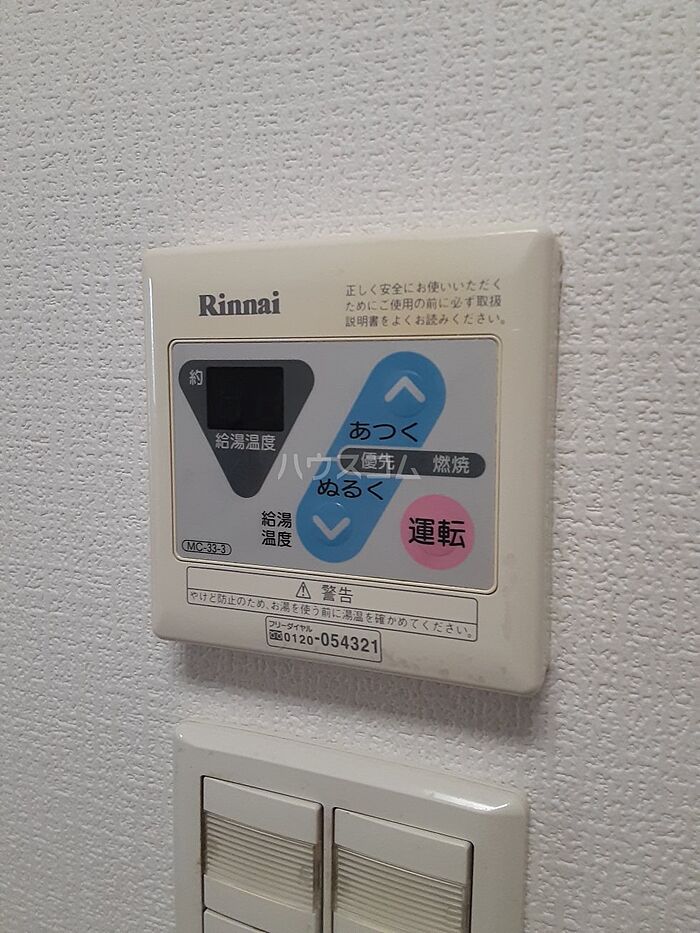 Rinnai
正しく安全にお使いいただく
ためにご使用の前に必ず取扱
説明書をよくお読みください。
約
給湯温度
あつく
優先
燃焼
ハウスコム
ぬるく
給湯
温度
運転
MC-33-3
⚠ 警告
やけど防止のため、お湯を使う前に湯温を確かめてください。
フリーダイヤル
0120-054321